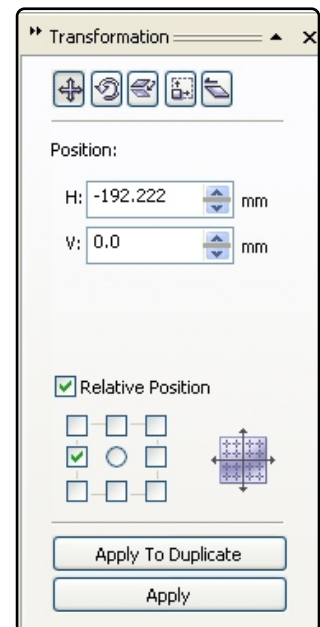 Transformation
Position:
H: -192.222 mm
V: 0.0 mm
Relative Position
Apply To Duplicate
Apply